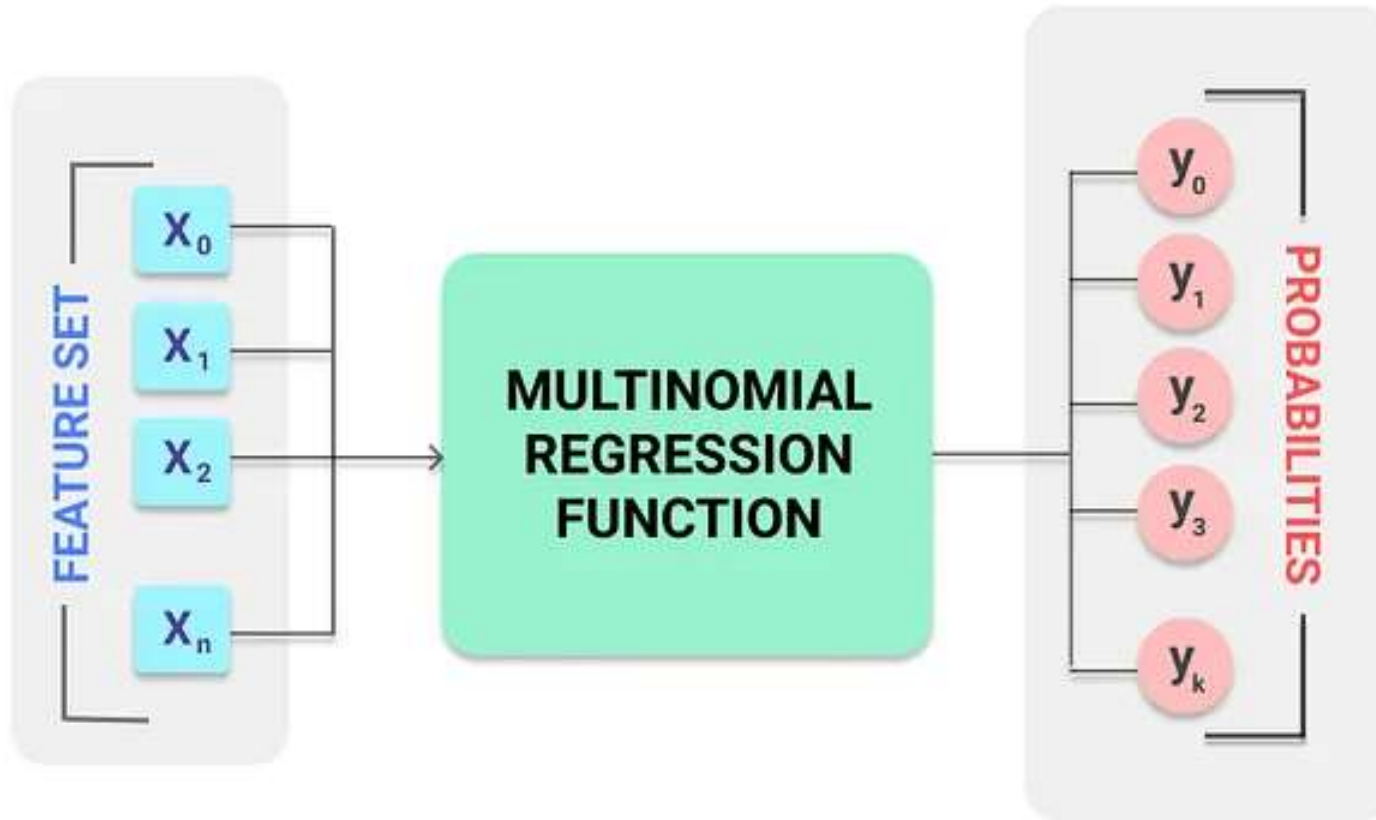 FEATURE SET
X0
X1
X2
Xn
MULTINOMIAL
REGRESSION
FUNCTION
y0
y1
y2
y3
yk
PROBABILITIES